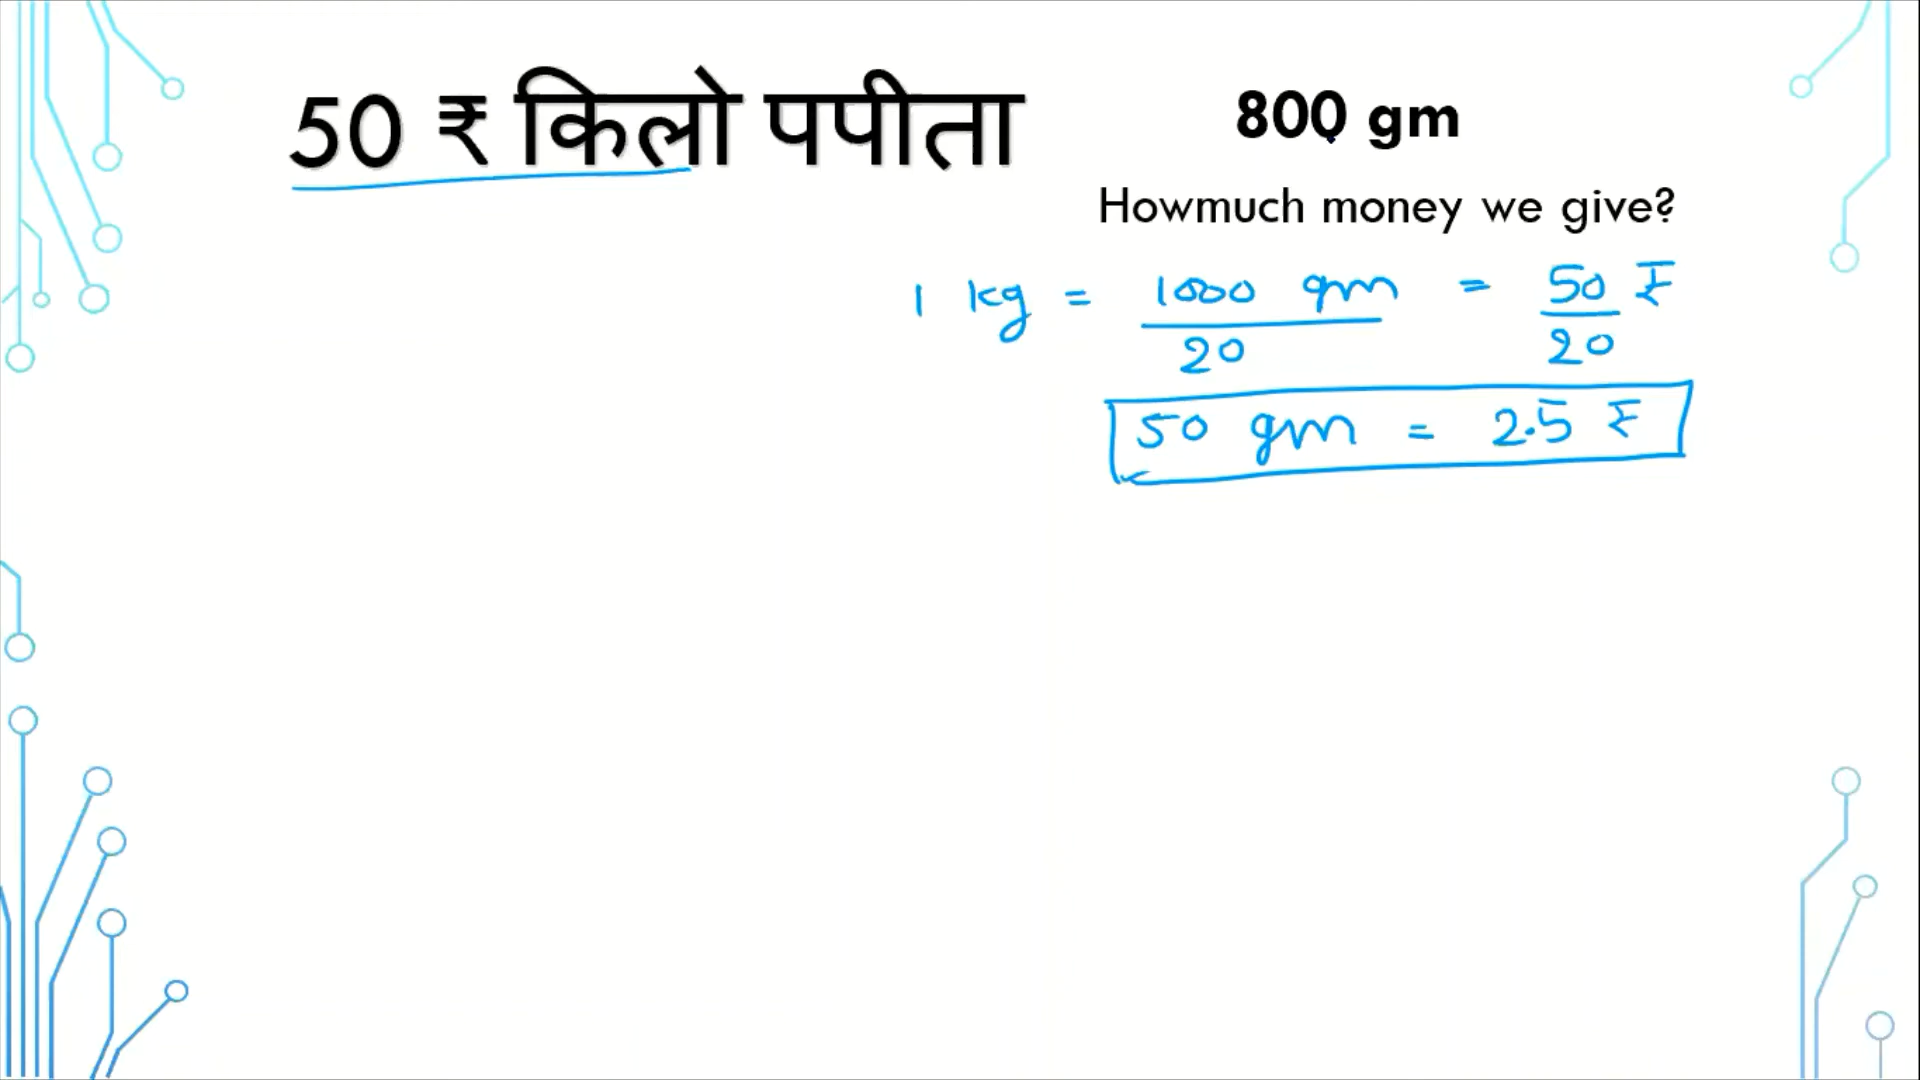 50 ₹ किलो पपीता
800 gm
Howmuch money we give?
1 kg = 1000 gm = 50 ₹
20 20
50 gm = 2.5 ₹